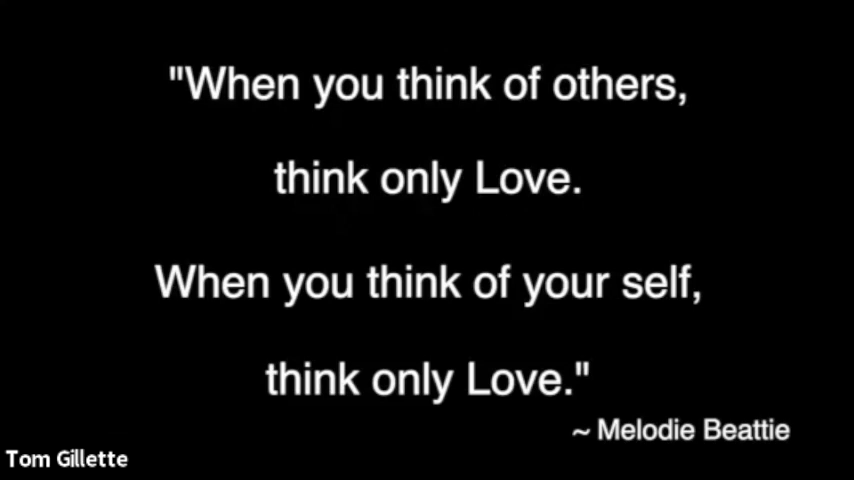 "When you think of others,
think only Love.
When you think of your self,
think only Love."
~ Melodie Beattie
Tom Gillette